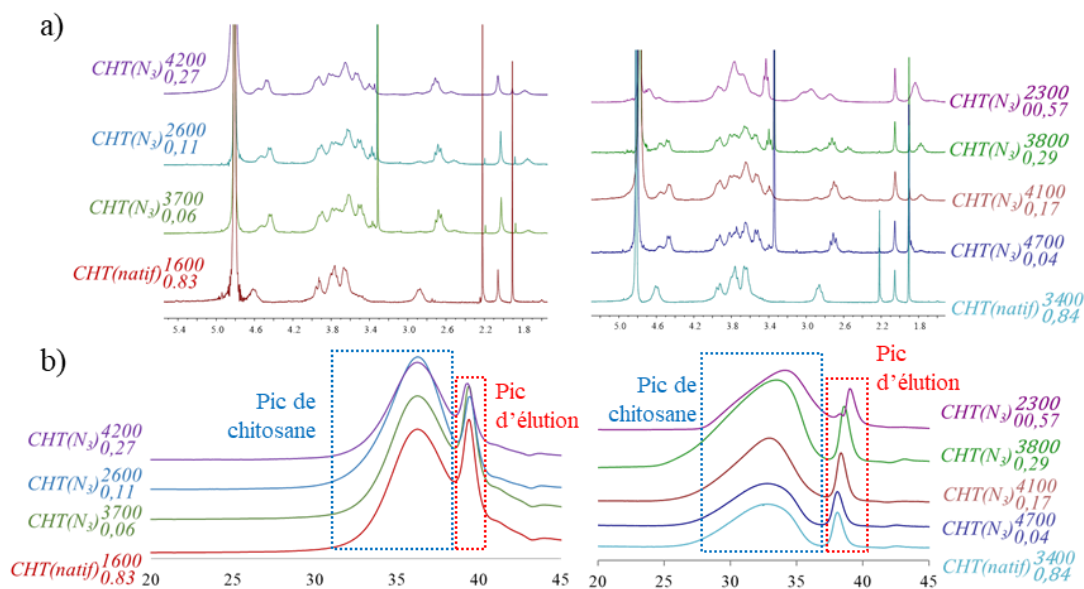 a)
CHT(N3) 4200 0,27
CHT(N3) 2600 0,11
CHT(N3) 3700 0,06
CHT(natif) 1600 0.83
5.4 5.0 4.6 4.2 3.8 3.4 3.0 2.6 2.2 1.8
CHT(N3) 2300 00,57
CHT(N3) 3800 0,29
CHT(N3) 4100 0,17
CHT(N3) 4700 0,04
CHT(natif) 3400 0,84
5.0 4.6 4.2 3.8 3.4 3.0 2.6 2.2 1.8
b)
Pic de
chitosane
Pic
d’élution
CHT(N3) 4200 0,27
CHT(N3) 2600 0,11
CHT(N3) 3700 0,06
CHT(natif) 1600 0.83
20 25 30 35 40 45
Pic de
chitosane
Pic
d’élution
CHT(N3) 2300 00,57
CHT(N3) 3800 0,29
CHT(N3) 4100 0,17
CHT(N3) 4700 0,04
CHT(natif) 3400 0,84
20 25 30 35 40 45